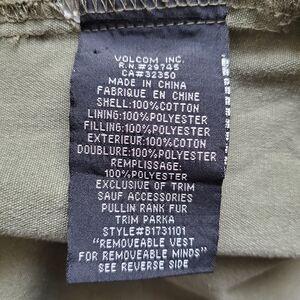 VOLCOM INC.
R.N.#29745
CA#32350
MADE IN CHINA
FABRIQUE EN CHINE
SHELL:100%COTTON
LINING:100%POLYESTER
FILLING:100%POLYESTER
EXTERIEUR:100%COTON
DOUBLURE:100%POLYESTER
REMPLISSAGE:
100%POLYESTER
EXCLUSIVE OF TRIM
SAUF ACCESSORIES
PULLIN RANK FUR
TRIM PARKA
STYLE#B1731101
"REMOVEABLE VEST
FOR REMOVEABLE MINDS"
SEE REVERSE SIDE